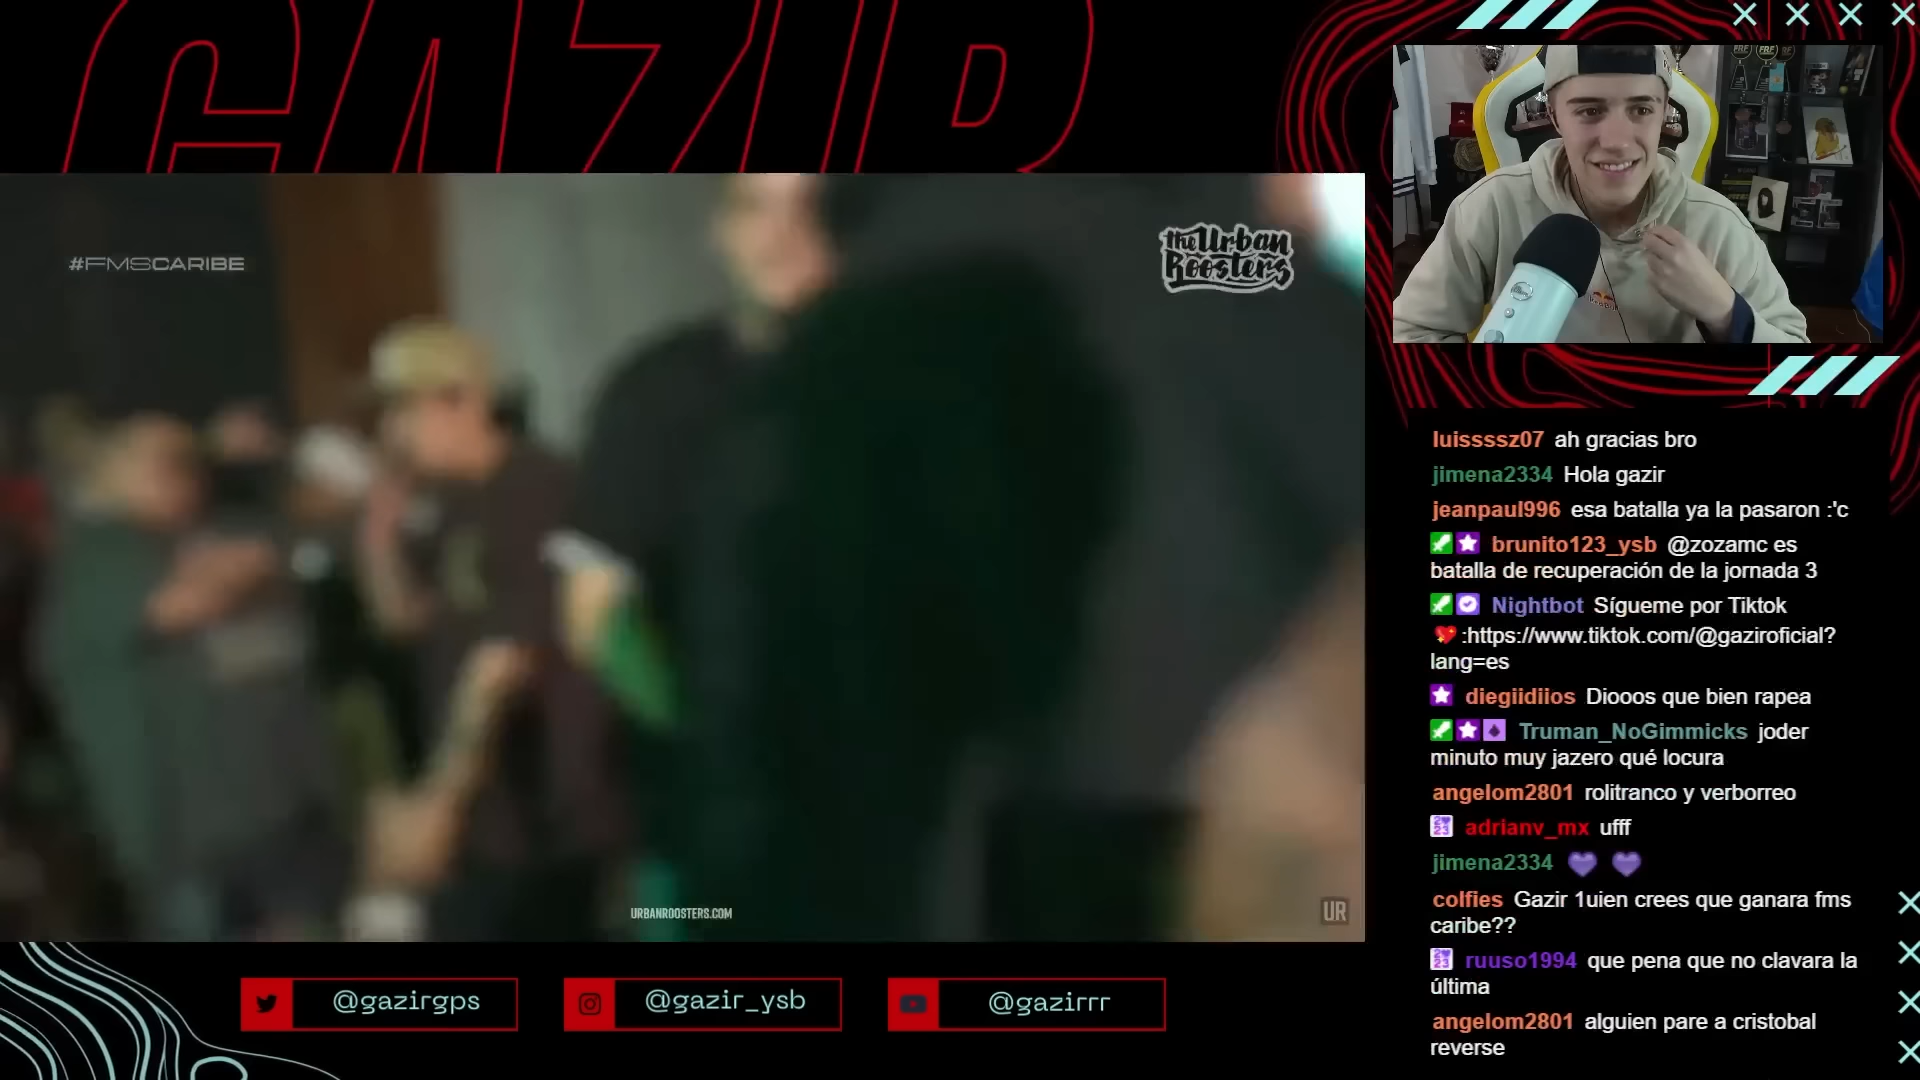 GAZIR
#FMSCARIBE
the Urban
Roosters
URBANROOSTERS.COM
UR
@gazirgps
@gazir_ysb
@gazirrr
luissssz07 ah gracias bro
jimena2334 Hola gazir
jeanpaul996 esa batalla ya la pasaron :'c
brunito123_ysb @zozamc es
batalla de recuperación de la jornada 3
Nightbot Sígueme por Tiktok
:https://www.tiktok.com/@gaziroficial?
lang=es
diegiidiios Diooos que bien rapea
Truman_NoGimmicks joder
minuto muy jazero qué locura
angelom2801 rolitranco y verborreo
adrianv_mx ufff
jimena2334
colfies Gazir 1uien crees que ganara fms
caribe??
ruuso1994 que pena que no clavara la
última
angelom2801 alguien pare a cristobal
reverse